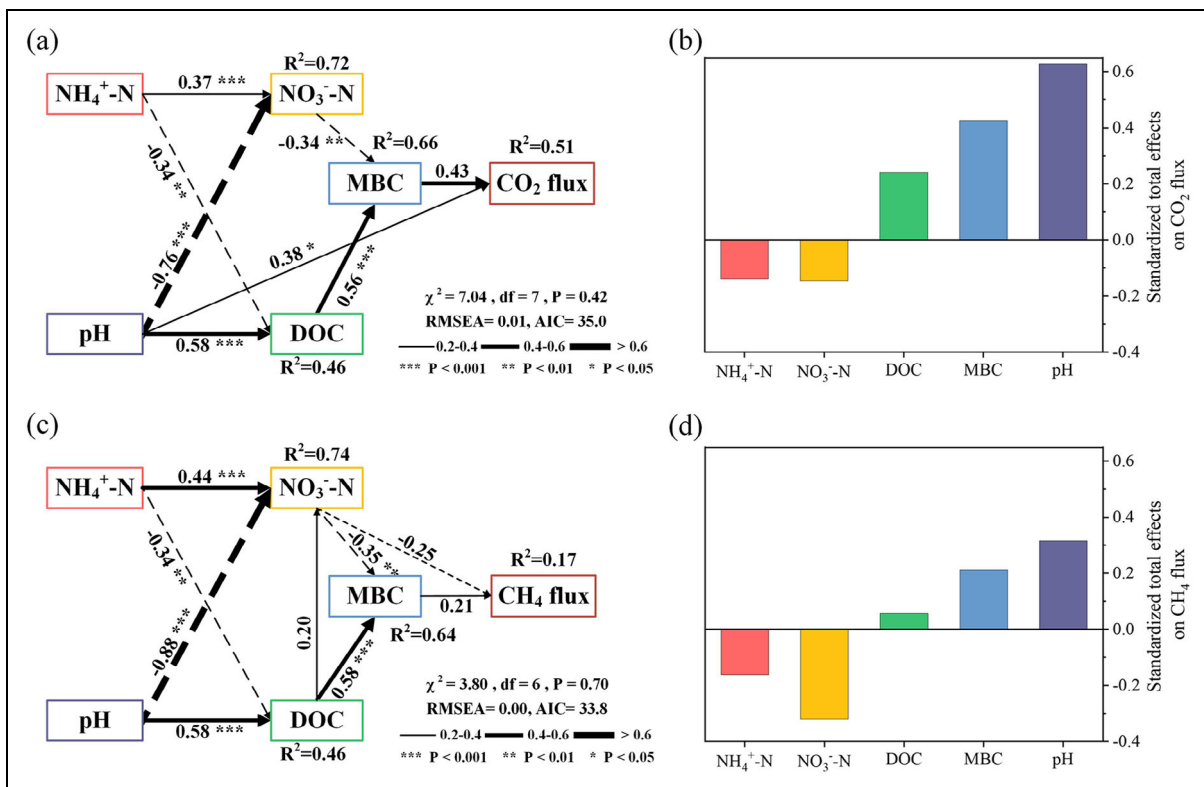 (a)
R²=0.72
NH₄⁺-N
0.37 ***
NO₃⁻-N
-0.34 **
-0.34 **
R²=0.66
R²=0.51
MBC
0.43
CO₂ flux
-0.76 ***
0.38 *
0.56 ***
pH
0.58 ***
DOC
R²=0.46
χ² = 7.04 , df = 7 , P = 0.42
RMSEA= 0.01, AIC= 35.0
0.2-0.4 0.4-0.6 > 0.6
*** P < 0.001 ** P < 0.01 * P < 0.05
(b)
0.6
0.4
0.2
0.0
-0.2
-0.4
Standardized total effects
on CO₂ flux
NH₄⁺-N NO₃⁻-N DOC MBC pH
(c)
R²=0.74
NH₄⁺-N
0.44 ***
NO₃⁻-N
-0.34 **
-0.35 **
-0.25
R²=0.17
MBC
0.21
CH₄ flux
R²=0.64
-0.88 ***
0.20
0.58 ***
pH
0.58 ***
DOC
R²=0.46
χ² = 3.80 , df = 6 , P = 0.70
RMSEA= 0.00, AIC= 33.8
0.2-0.4 0.4-0.6 > 0.6
*** P < 0.001 ** P < 0.01 * P < 0.05
(d)
0.6
0.4
0.2
0.0
-0.2
-0.4
Standardized total effects
on CH₄ flux
NH₄⁺-N NO₃⁻-N DOC MBC pH